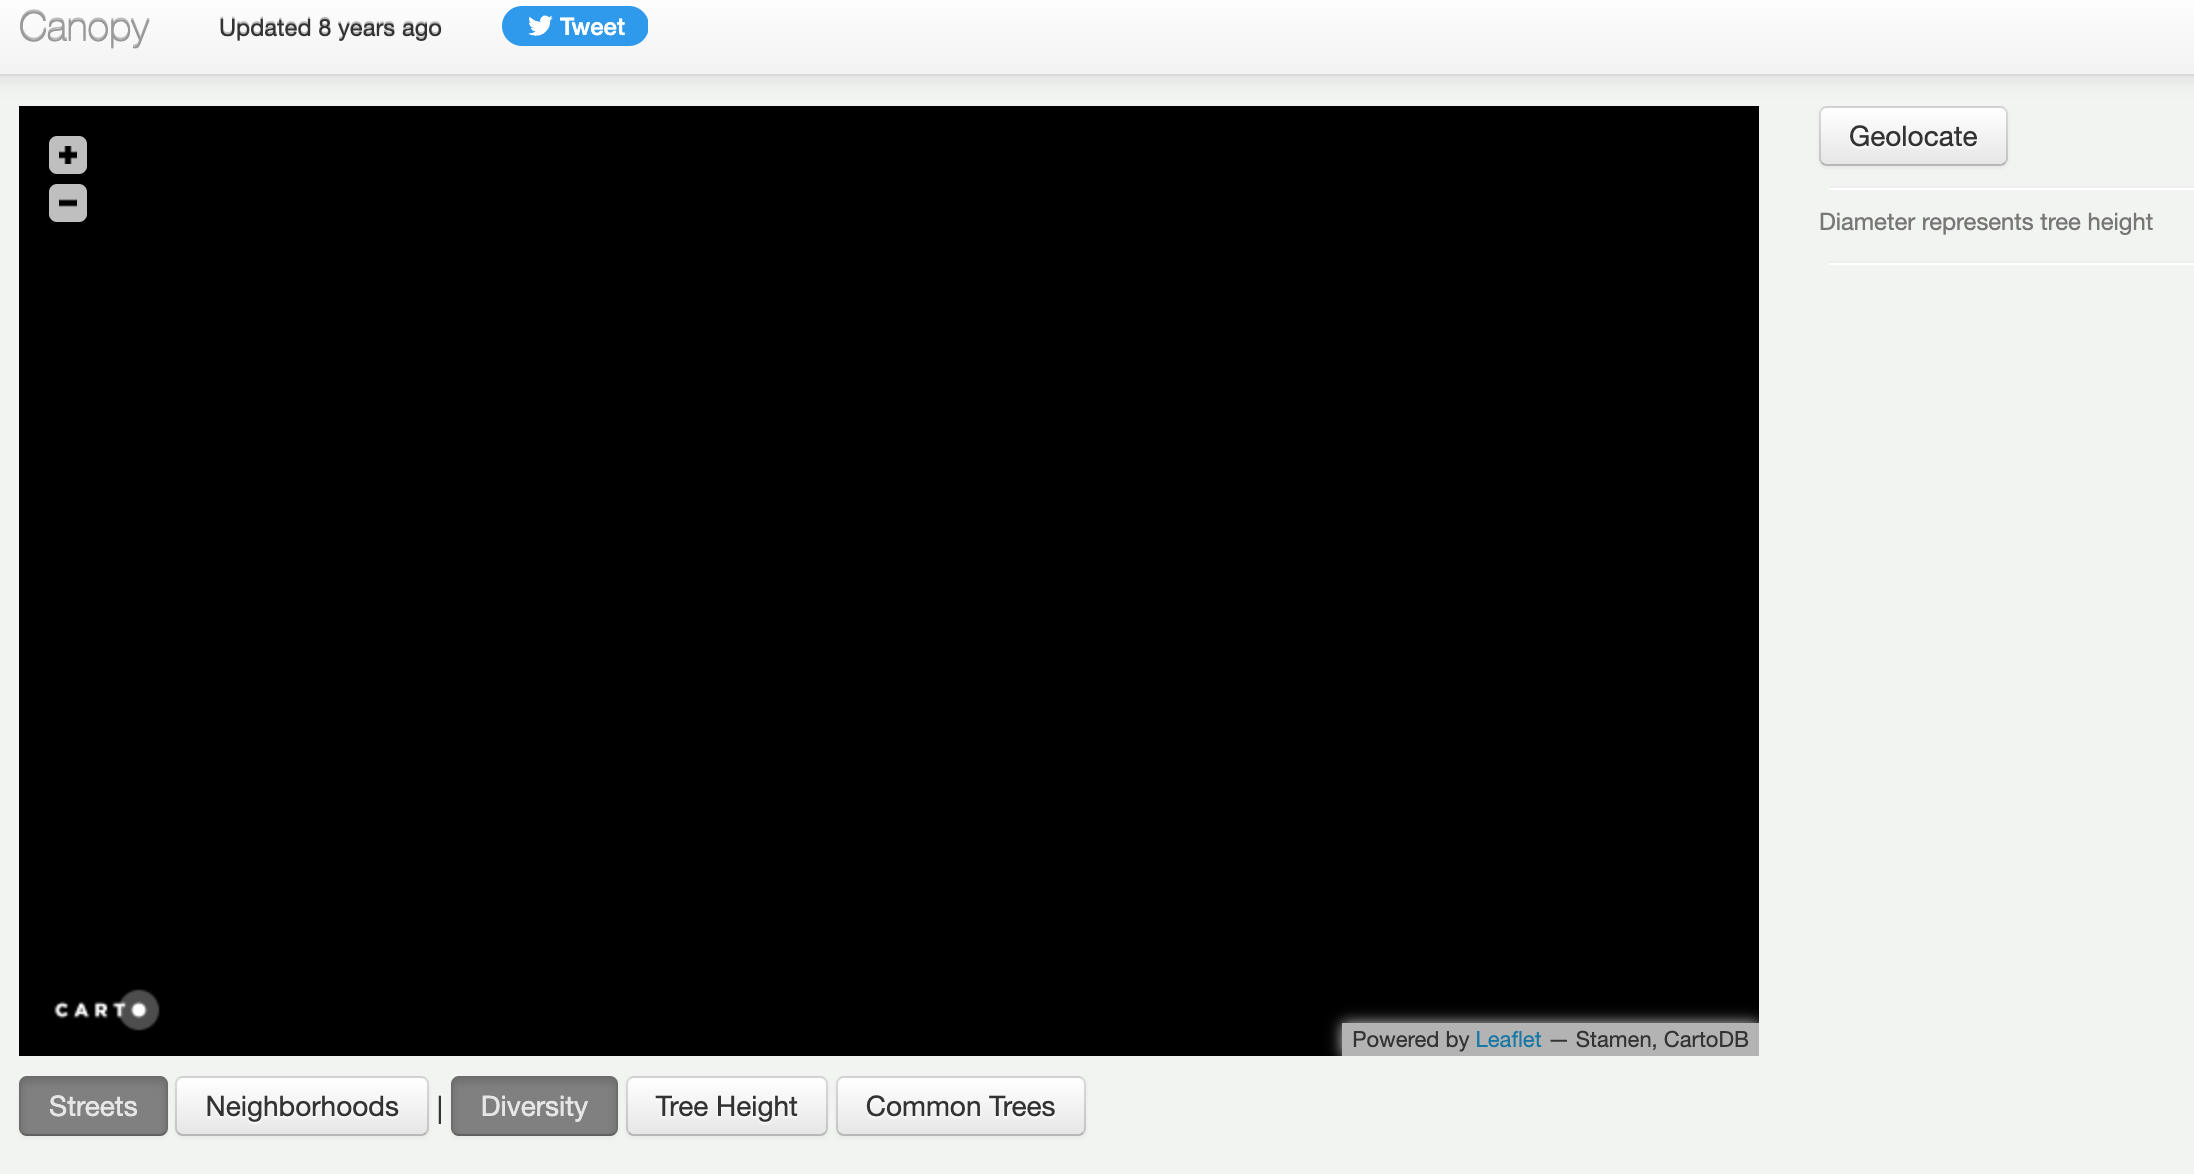 Canopy
Updated 8 years ago
Tweet
+
Geolocate
−
Diameter represents tree height
CARTO
Powered by Leaflet — Stamen, CartoDB
Streets Neighborhoods | Diversity Tree Height Common Trees